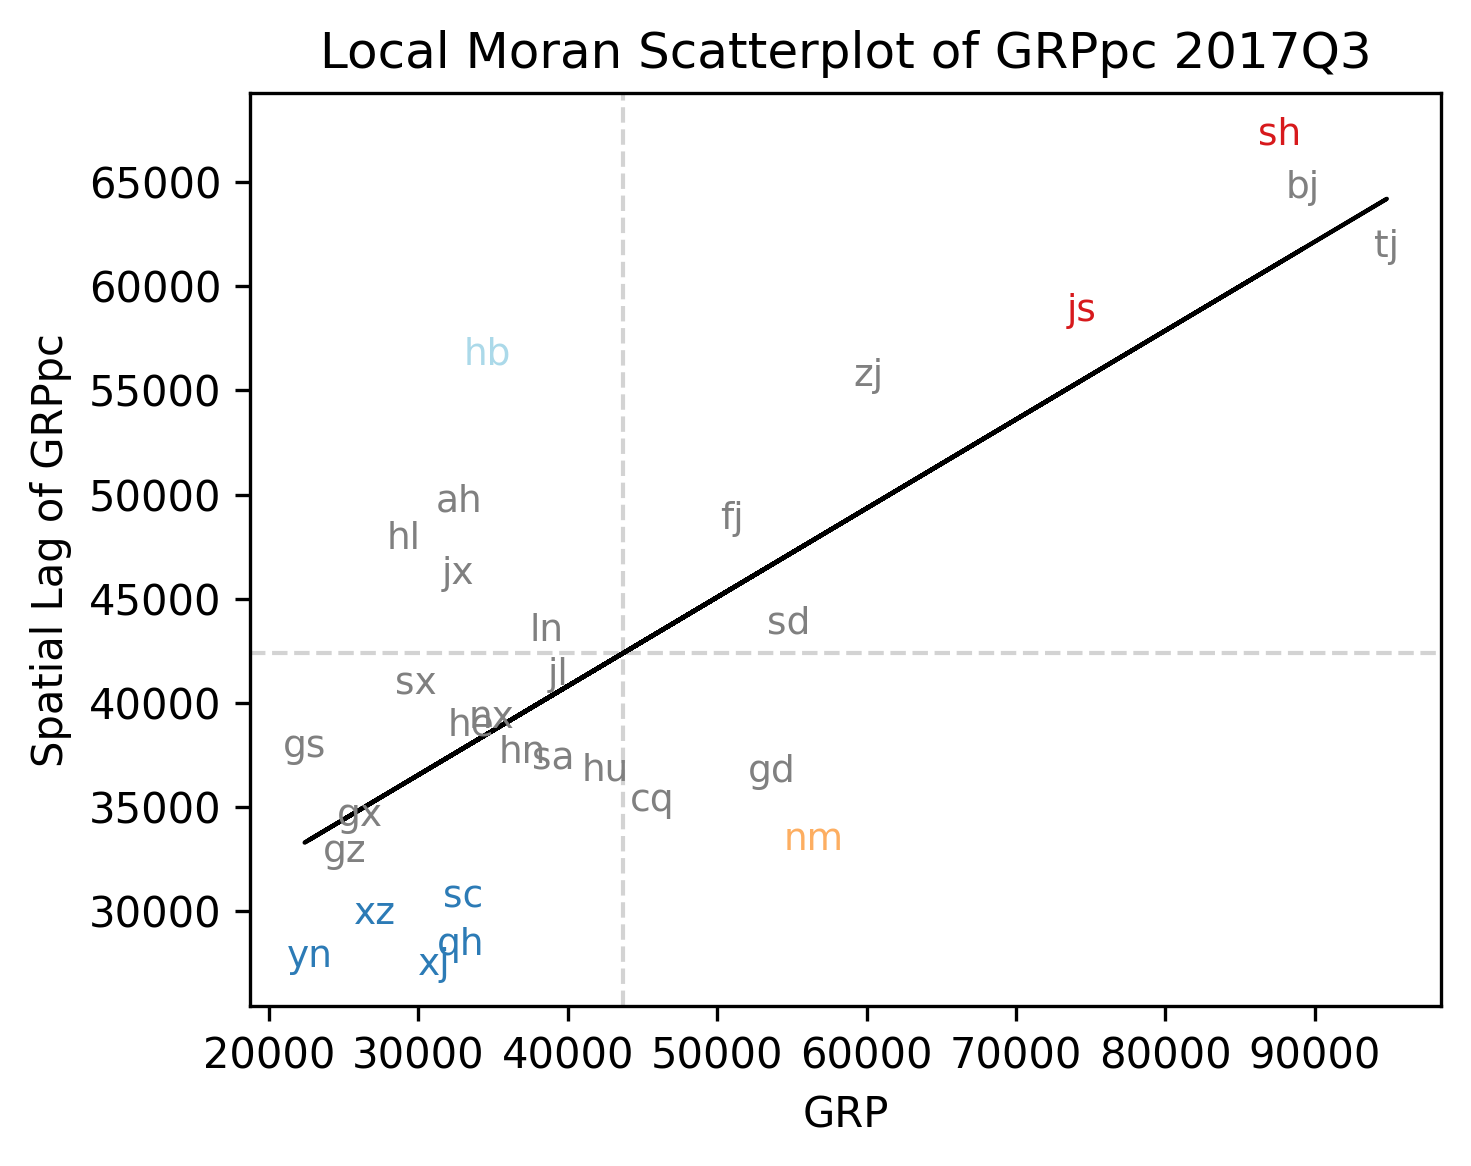 Local Moran Scatterplot of GRPpc 2017Q3
Spatial Lag of GRPpc
65000
60000
55000
50000
45000
40000
35000
30000
sh
bj
tj
js
hb
zj
ah
fj
hl
jx
ln
sd
jl
sx
he
nx
gs
hn
sa
hu
gd
cq
gx
nm
gz
sc
xz
qh
yn
xj
20000 30000 40000 50000 60000 70000 80000 90000
GRP